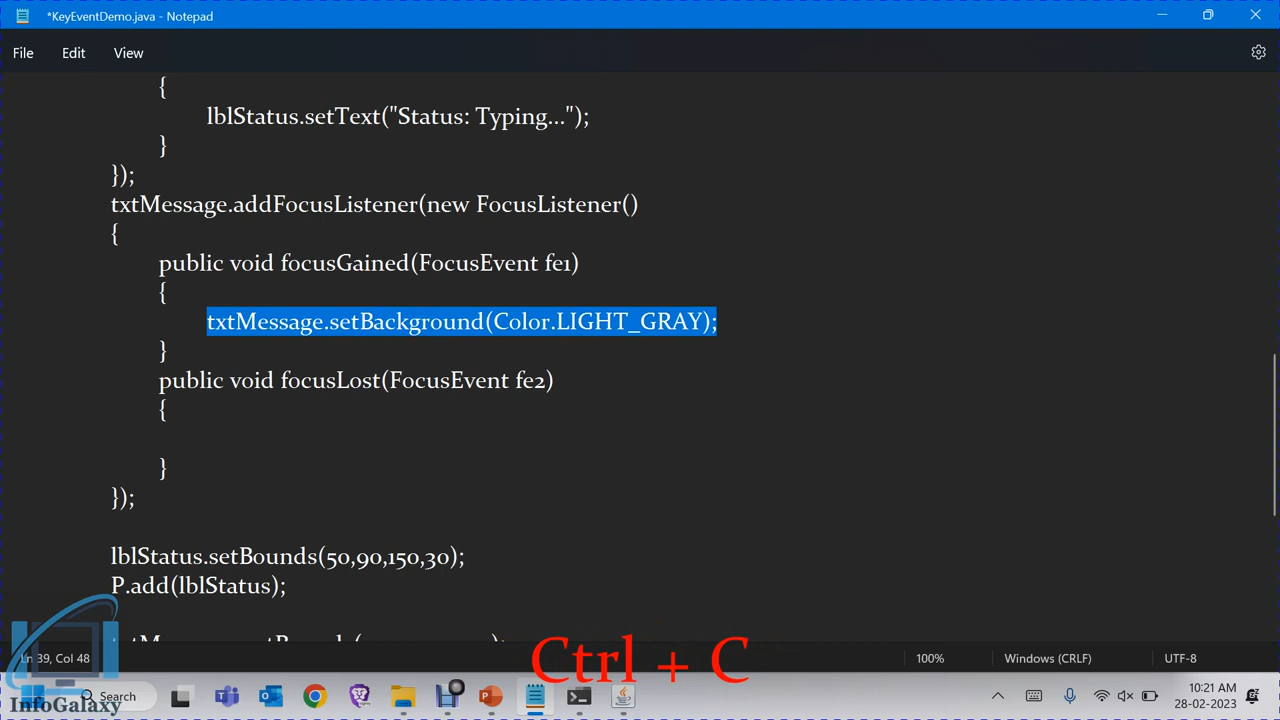 *KeyEventDemo.java - Notepad
File Edit View
{
lblStatus.setText("Status: Typing...");
}
});
txtMessage.addFocusListener(new FocusListener()
{
public void focusGained(FocusEvent fe1)
{
txtMessage.setBackground(Color.LIGHT_GRAY);
}
public void focusLost(FocusEvent fe2)
{
}
});
lblStatus.setBounds(50,90,150,30);
P.add(lblStatus);
Ctrl + C
Ln 39, Col 48 100% Windows (CRLF) UTF-8
Search
10:21 AM
28-02-2023
InfoGalaxy